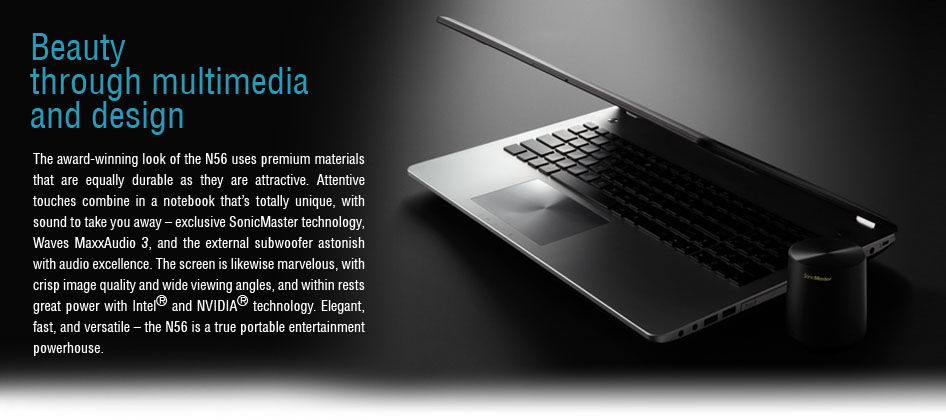 Beauty
through multimedia
and design
The award-winning look of the N56 uses premium materials
that are equally durable as they are attractive. Attentive
touches combine in a notebook that's totally unique, with
sound to take you away – exclusive SonicMaster technology,
Waves MaxxAudio 3, and the external subwoofer astonish
with audio excellence. The screen is likewise marvelous, with
crisp image quality and wide viewing angles, and within rests
great power with Intel® and NVIDIA® technology. Elegant,
fast, and versatile – the N56 is a true portable entertainment
powerhouse.
SonicMaster